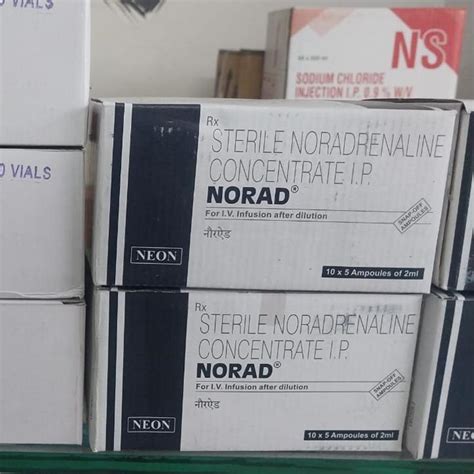 VIALS
0 VIALS
NS
SODIUM CHLORIDE
INJECTION I.P. 0.9 % W/V
Rx
STERILE NORADRENALINE
CONCENTRATE I.P.
NORAD®
For I.V. Infusion after dilution
SNAP-OFF
AMPOULES
नौरऐड
NEON
10 x 5 Ampoules of 2ml
Rx
STERILE NORADRENALINE
CONCENTRATE I.P.
NORAD®
For I.V. Infusion after dilution
SNAP-OFF
AMPOULES
नौरऐड
NEON
10 x 5 Ampoules of 2ml